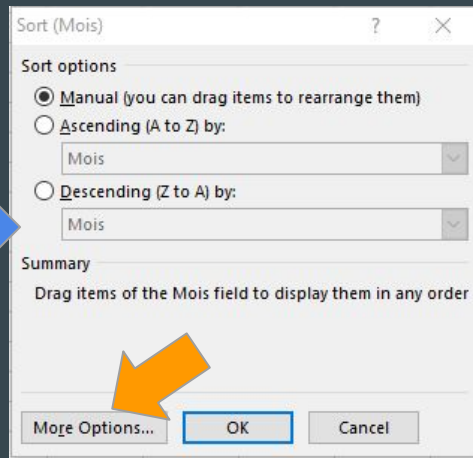 Sort (Mois) ?
Sort options
Manual (you can drag items to rearrange them)
Ascending (A to Z) by:
Mois
Descending (Z to A) by:
Mois
Summary
Drag items of the Mois field to display them in any order
More Options... OK Cancel